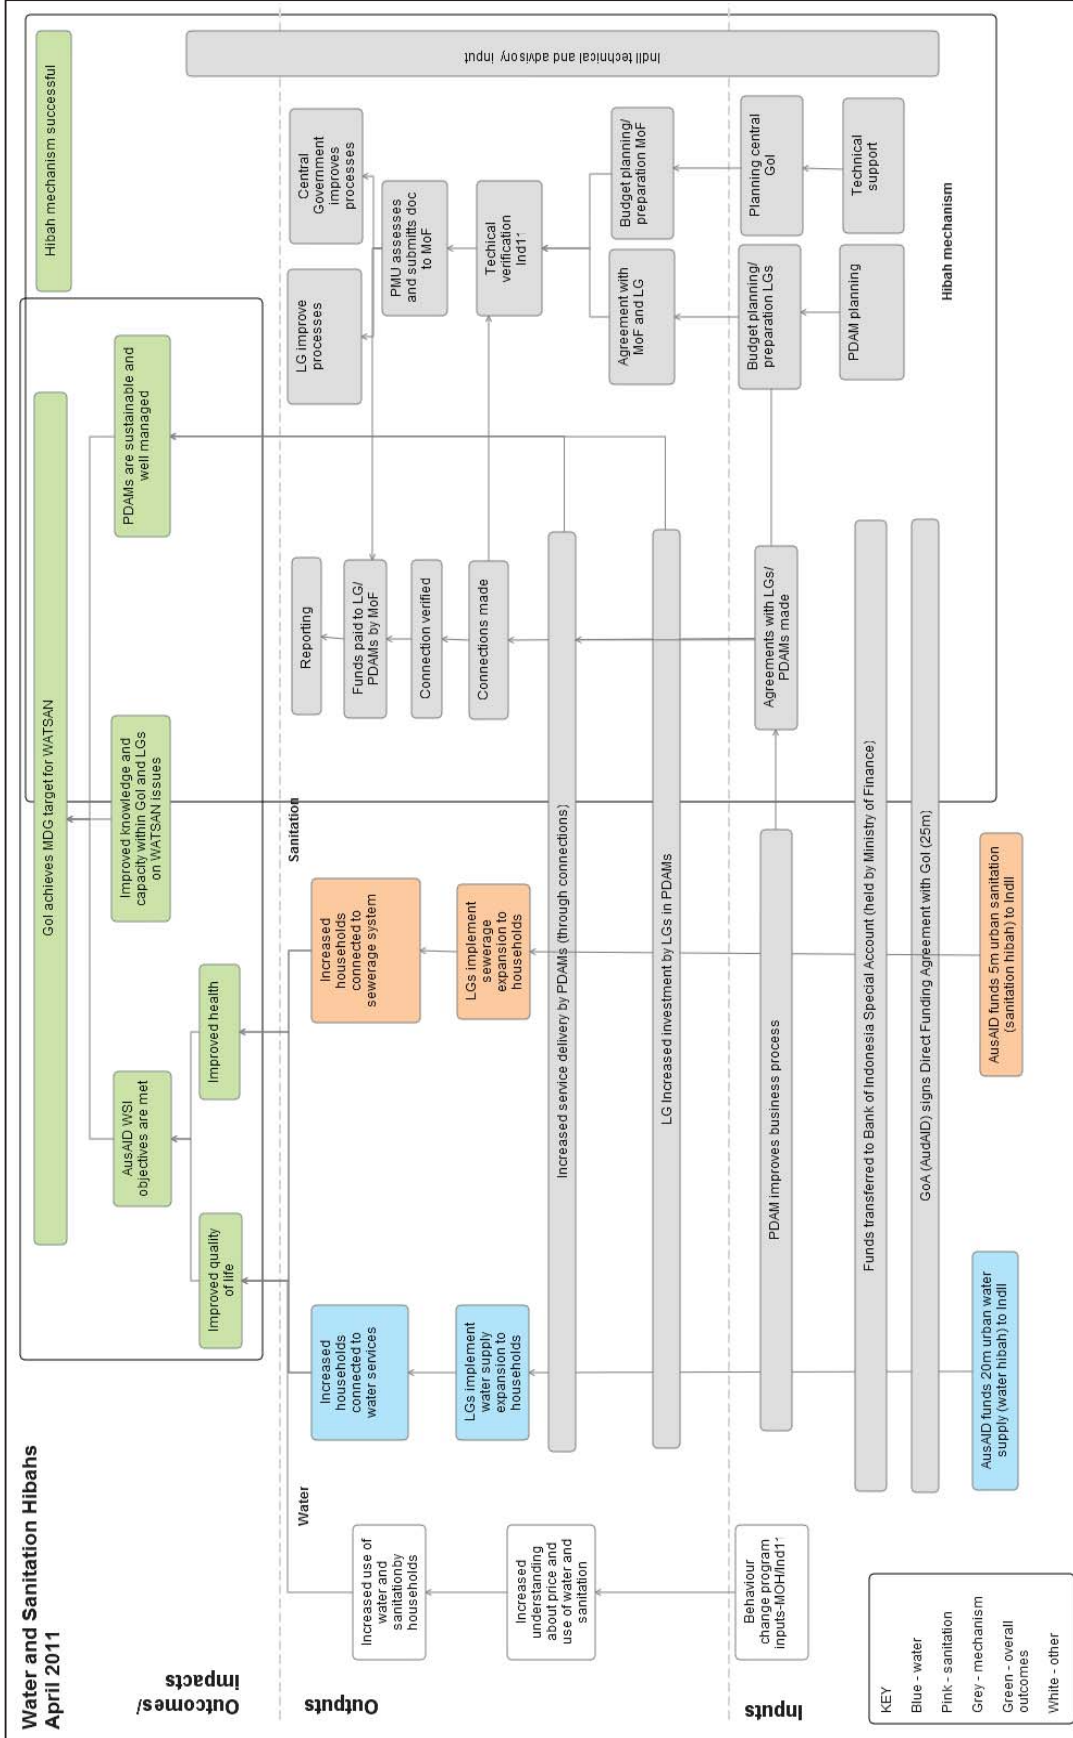 Water and Sanitation Hibahs
April 2011
Outcomes/
impacts
Outputs
Inputs
GoI achieves MDG target for WATSAN
Hibah mechanism successful
AusAID WSI
objectives are met
Improved knowledge and
capacity within GoI and LGs
on WATSAN issues
PDAMs are sustainable and
well managed
Improved quality
of life
Improved health
Water
Sanitation
Increased use of
water and
sanitationby
households
Increased
understanding
about price and
use of water and
sanitation
Behaviour
change program
inputs-MOH/Ind11
Increased
households
connected to
water services
LGs implement
water supply
expansion to
households
Increased
households
connected to
sewerage system
LGs implement
sewerage
expansion to
households
Reporting
Funds paid to LG/
PDAMs by MoF
Connection verified
Connections made
LG improve
processes
Central
Government
improves
processes
PMU assesses
and submitts doc
to MoF
Techical
verification
Ind11
Agreement with
MoF and LG
Budget planning/
preparation MoF
Increased service delivery by PDAMs (through connections)
LG Increased investment by LGs in PDAMs
PDAM improves business process
Agreements with LGs/
PDAMs made
Budget planning/
preparation LGs
Planning central
GoI
PDAM planning
Technical
support
Funds transferred to Bank of Indonesia Special Account (held by Ministry of Finance)
GoA (AudAID) signs Direct Funding Agreement with GoI (25m)
AusAID funds 20m urban water
supply (water hibah) to IndII
AusAID funds 5m urban sanitation
(sanitation hibah) to IndII
Hibah mechanism
IndII technical and advisory input
KEY
Blue - water
Pink - sanitation
Grey - mechanism
Green - overall
outcomes
White - other